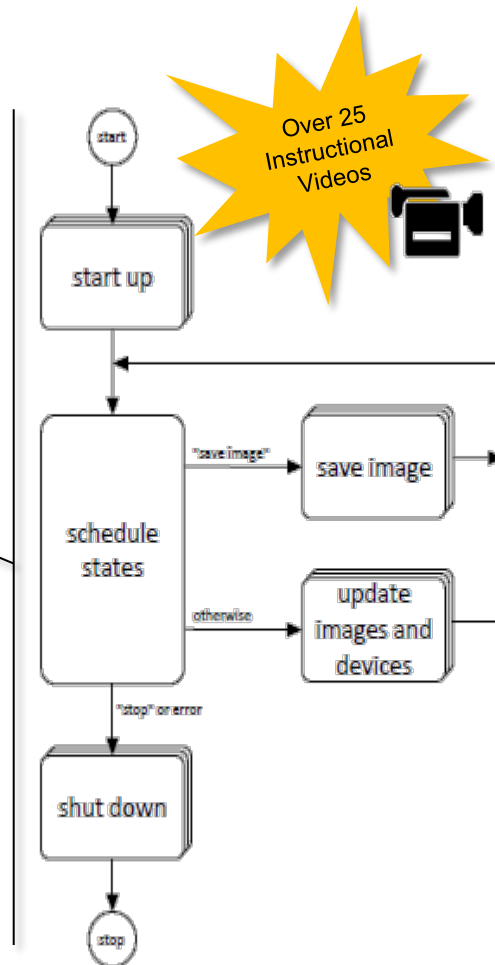 Over 25
Instructional
Videos
start
start up
"save image"
save image
schedule
states
otherwise
update
images and
devices
"stop" or error
shut down
stop